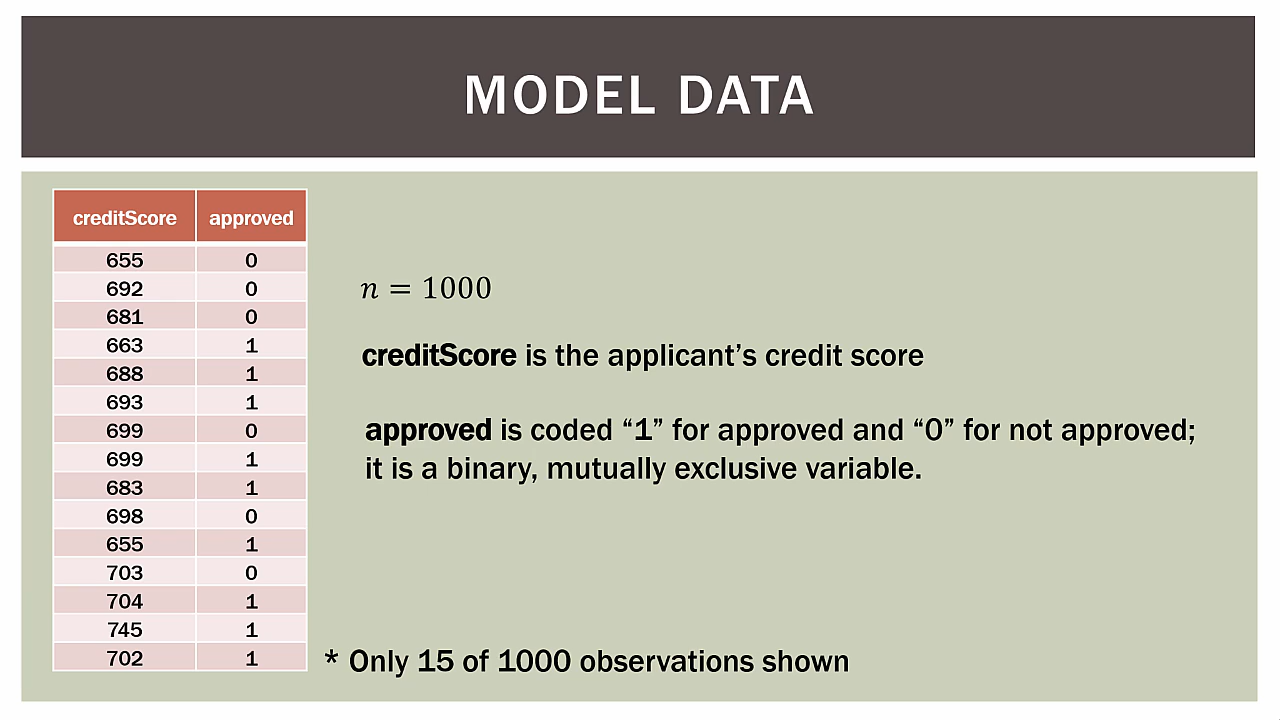 MODEL DATA
creditScore approved
655 0
692 0
681 0
663 1
688 1
693 1
699 0
699 1
683 1
698 0
655 1
703 0
704 1
745 1
702 1
n = 1000
creditScore is the applicant’s credit score
approved is coded “1” for approved and “0” for not approved;
it is a binary, mutually exclusive variable.
* Only 15 of 1000 observations shown